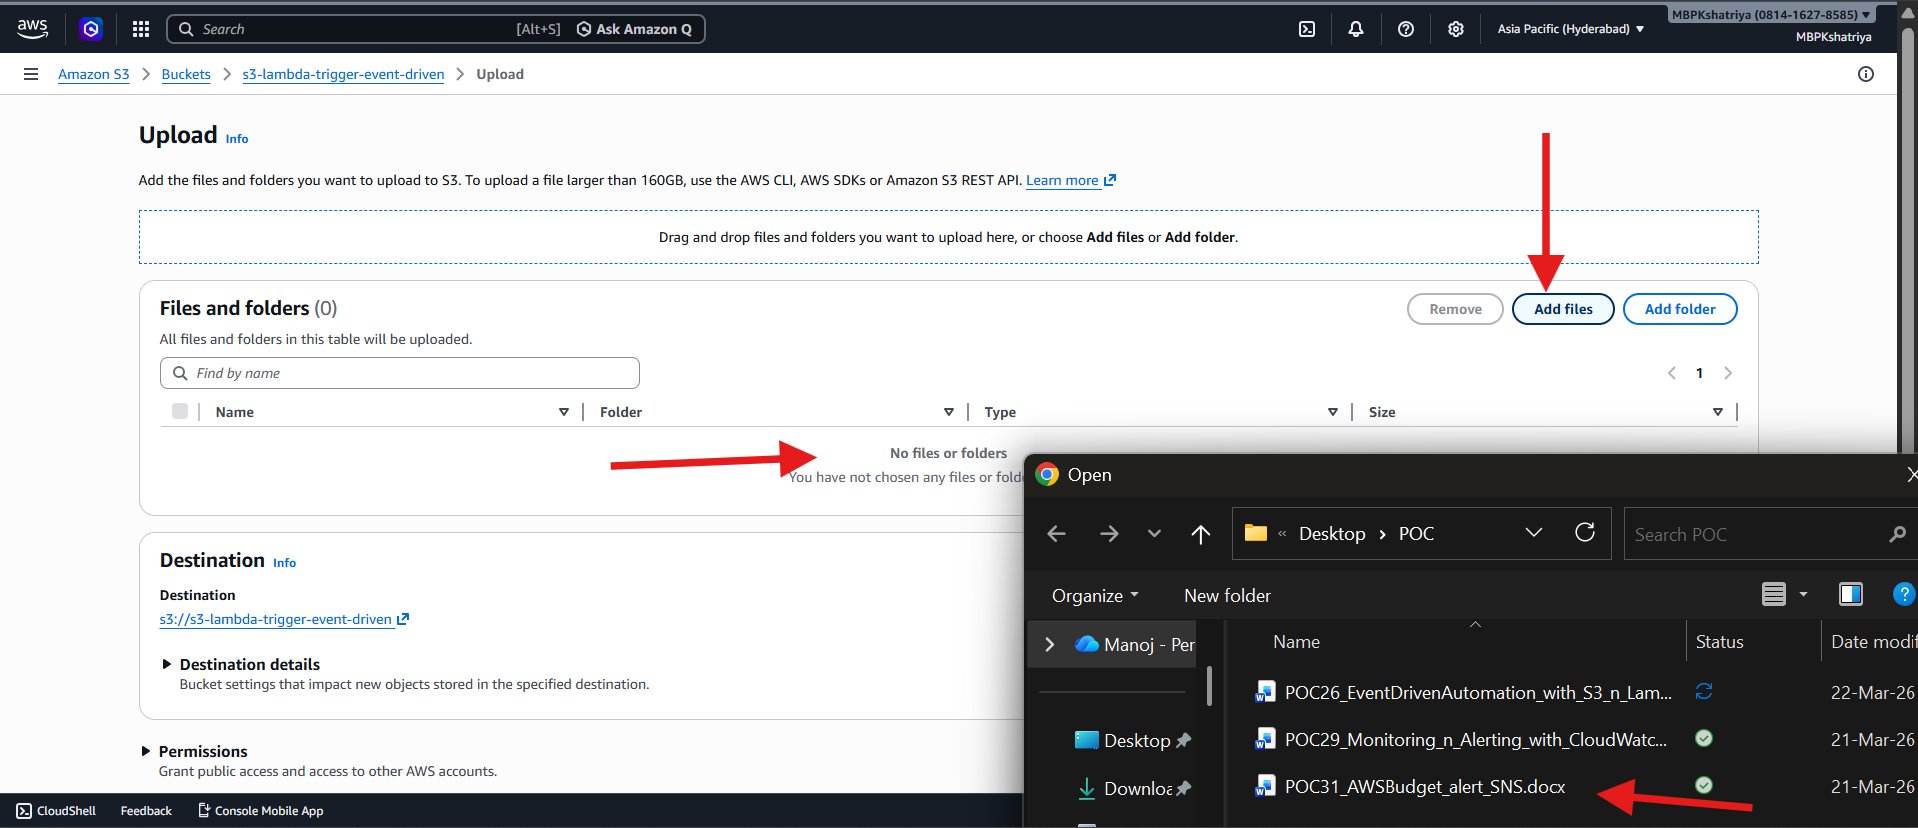 aws
Search [Alt+S] Ask Amazon Q
Asia Pacific (Hyderabad)
MBPKshatriya (0814-1627-8585)
MBPKshatriya
Amazon S3
Buckets
s3-lambda-trigger-event-driven
Upload
Upload Info
Add the files and folders you want to upload to S3. To upload a file larger than 160GB, use the AWS CLI, AWS SDKs or Amazon S3 REST API. Learn more
Drag and drop files and folders you want to upload here, or choose Add files or Add folder.
Files and folders (0)
Remove
Add files
Add folder
All files and folders in this table will be uploaded.
Find by name
1
Name Folder Type Size
No files or folders
You have not chosen any files or folde
Destination Info
Destination
s3://s3-lambda-trigger-event-driven
Destination details
Bucket settings that impact new objects stored in the specified destination.
Permissions
Grant public access and access to other AWS accounts.
CloudShell
Feedback
Console Mobile App
Open
« Desktop > POC
Search POC
Organize
New folder
Manoj - Per
Desktop
Downloa
Name Status Date modif
POC26_EventDrivenAutomation_with_S3_n_Lam... 22-Mar-26
POC29_Monitoring_n_Alerting_with_CloudWatc... 21-Mar-26
POC31_AWSBudget_alert_SNS.docx 21-Mar-26